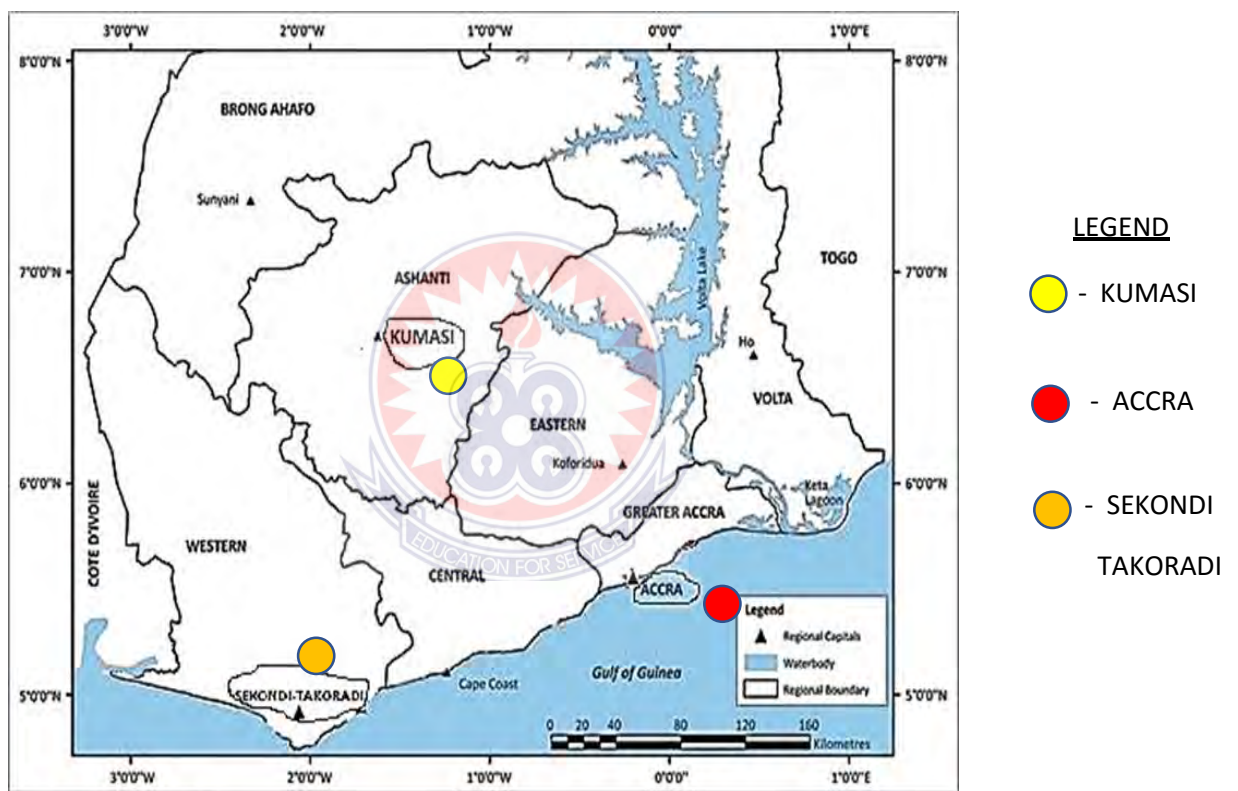 3°0'0"W 2°0'0"W 1°0'0"W 0°0'0" 1°0'0"E
8°0'0"N 8°0'0"N
BRONG AHAFO
Sunyani
LEGEND
TOGO
7°0'0"N 7°0'0"N
ASHANTI
Volta Lake
- KUMASI
KUMASI
Ho
VOLTA
- ACCRA
EASTERN
Koforidua
6°0'0"N 6°0'0"N
Keta
Lagoon
- SEKONDI
GREATER ACCRA
COTE D'IVOIRE
WESTERN
EDUCATION FOR SERVICE
CENTRAL
TAKORADI
ACCRA
Legend
Regional Capitals
Waterbody
Gulf of Guinea
Cape Coast
Regional Boundary
5°0'0"N 5°0'0"N
SEKONDI-TAKORADI
0 20 40 80 120 160
Kilometres
3°0'0"W 2°0'0"W 1°0'0"W 0°0'0" 1°0'0"E